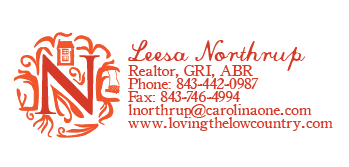 N
Leesa Northrup
Realtor, GRI, ABR
Phone: 843-442-0987
Fax: 843-746-4994
lnorthrup@carolinaone.com
www.lovingthelowcountry.com